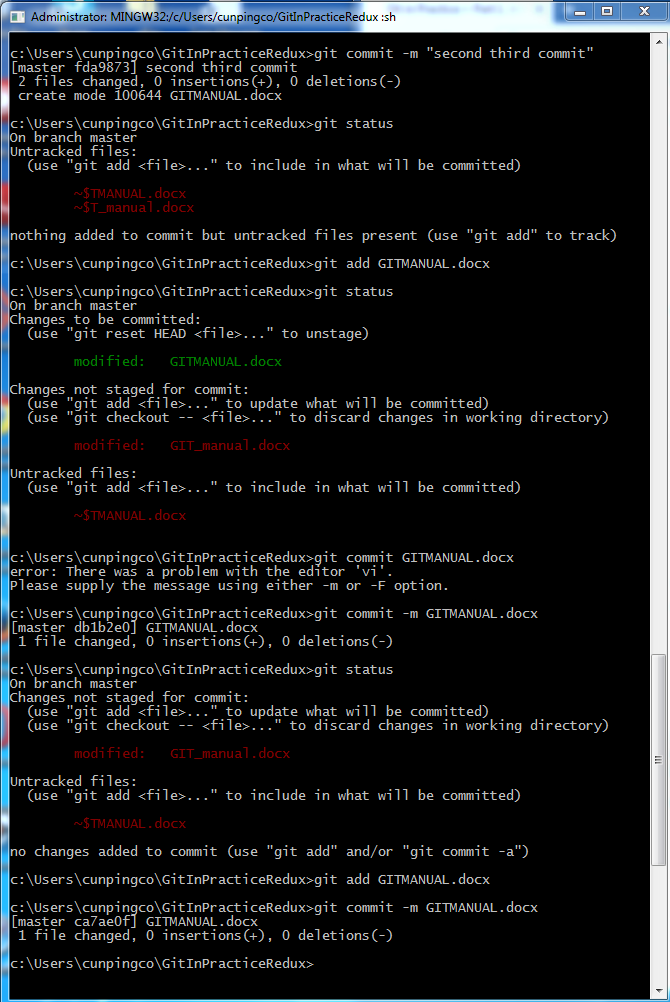 Administrator: MINGW32:/c/Users/cunpingco/GitInPracticeRedux :sh
c:\Users\cunpingco\GitInPracticeRedux>git commit -m "second third commit"
[master fda9873] second third commit
 2 files changed, 0 insertions(+), 0 deletions(-)
 create mode 100644 GITMANUAL.docx
c:\Users\cunpingco\GitInPracticeRedux>git status
On branch master
Untracked files:
  (use "git add <file>..." to include in what will be committed)
        ~$TMANUAL.docx
        ~$T_manual.docx
nothing added to commit but untracked files present (use "git add" to track)
c:\Users\cunpingco\GitInPracticeRedux>git add GITMANUAL.docx
c:\Users\cunpingco\GitInPracticeRedux>git status
On branch master
Changes to be committed:
  (use "git reset HEAD <file>..." to unstage)
        modified:   GITMANUAL.docx
Changes not staged for commit:
  (use "git add <file>..." to update what will be committed)
  (use "git checkout -- <file>..." to discard changes in working directory)
        modified:   GIT_manual.docx
Untracked files:
  (use "git add <file>..." to include in what will be committed)
        ~$TMANUAL.docx
c:\Users\cunpingco\GitInPracticeRedux>git commit GITMANUAL.docx
error: There was a problem with the editor 'vi'.
Please supply the message using either -m or -F option.
c:\Users\cunpingco\GitInPracticeRedux>git commit -m GITMANUAL.docx
[master db1b2e0] GITMANUAL.docx
 1 file changed, 0 insertions(+), 0 deletions(-)
c:\Users\cunpingco\GitInPracticeRedux>git status
On branch master
Changes not staged for commit:
  (use "git add <file>..." to update what will be committed)
  (use "git checkout -- <file>..." to discard changes in working directory)
        modified:   GIT_manual.docx
Untracked files:
  (use "git add <file>..." to include in what will be committed)
        ~$TMANUAL.docx
no changes added to commit (use "git add" and/or "git commit -a")
c:\Users\cunpingco\GitInPracticeRedux>git add GITMANUAL.docx
c:\Users\cunpingco\GitInPracticeRedux>git commit -m GITMANUAL.docx
[master ca7ae0f] GITMANUAL.docx
 1 file changed, 0 insertions(+), 0 deletions(-)
c:\Users\cunpingco\GitInPracticeRedux>